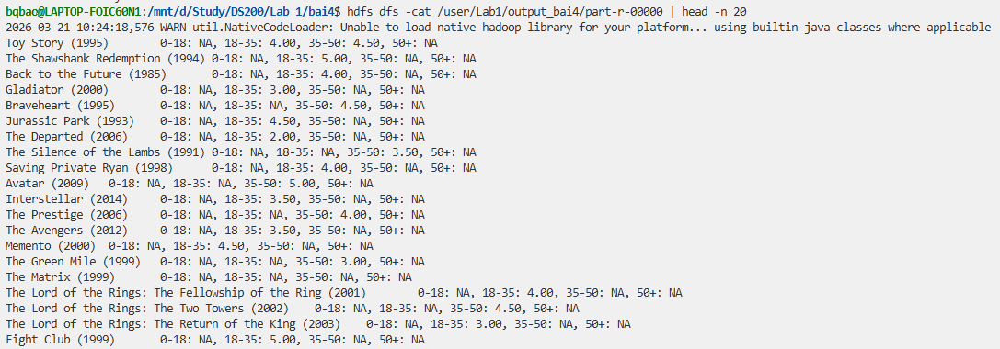 bqbao@LAPTOP-FOIC60N1:/mnt/d/Study/DS200/Lab 1/bai4$ hdfs dfs -cat /user/Lab1/output_bai4/part-r-00000 | head -n 20
2026-03-21 10:24:18,576 WARN util.NativeCodeLoader: Unable to load native-hadoop library for your platform... using builtin-java classes where applicable
Toy Story (1995)	0-18: NA, 18-35: 4.00, 35-50: 4.50, 50+: NA
The Shawshank Redemption (1994)	0-18: NA, 18-35: 5.00, 35-50: NA, 50+: NA
Back to the Future (1985)	0-18: NA, 18-35: 4.00, 35-50: NA, 50+: NA
Gladiator (2000)	0-18: NA, 18-35: 3.00, 35-50: NA, 50+: NA
Braveheart (1995)	0-18: NA, 18-35: NA, 35-50: 4.50, 50+: NA
Jurassic Park (1993)	0-18: NA, 18-35: 4.50, 35-50: NA, 50+: NA
The Departed (2006)	0-18: NA, 18-35: 2.00, 35-50: NA, 50+: NA
The Silence of the Lambs (1991)	0-18: NA, 18-35: NA, 35-50: 3.50, 50+: NA
Saving Private Ryan (1998)	0-18: NA, 18-35: 4.00, 35-50: NA, 50+: NA
Avatar (2009)	0-18: NA, 18-35: NA, 35-50: 5.00, 50+: NA
Interstellar (2014)	0-18: NA, 18-35: 3.50, 35-50: NA, 50+: NA
The Prestige (2006)	0-18: NA, 18-35: NA, 35-50: 4.00, 50+: NA
The Avengers (2012)	0-18: NA, 18-35: 3.50, 35-50: NA, 50+: NA
Memento (2000)	0-18: NA, 18-35: 4.50, 35-50: NA, 50+: NA
The Green Mile (1999)	0-18: NA, 18-35: NA, 35-50: 3.00, 50+: NA
The Matrix (1999)	0-18: NA, 18-35: NA, 35-50: NA, 50+: NA
The Lord of the Rings: The Fellowship of the Ring (2001)	0-18: NA, 18-35: 4.00, 35-50: NA, 50+: NA
The Lord of the Rings: The Two Towers (2002)	0-18: NA, 18-35: NA, 35-50: 4.50, 50+: NA
The Lord of the Rings: The Return of the King (2003)	0-18: NA, 18-35: 3.00, 35-50: NA, 50+: NA
Fight Club (1999)	0-18: NA, 18-35: 5.00, 35-50: NA, 50+: NA